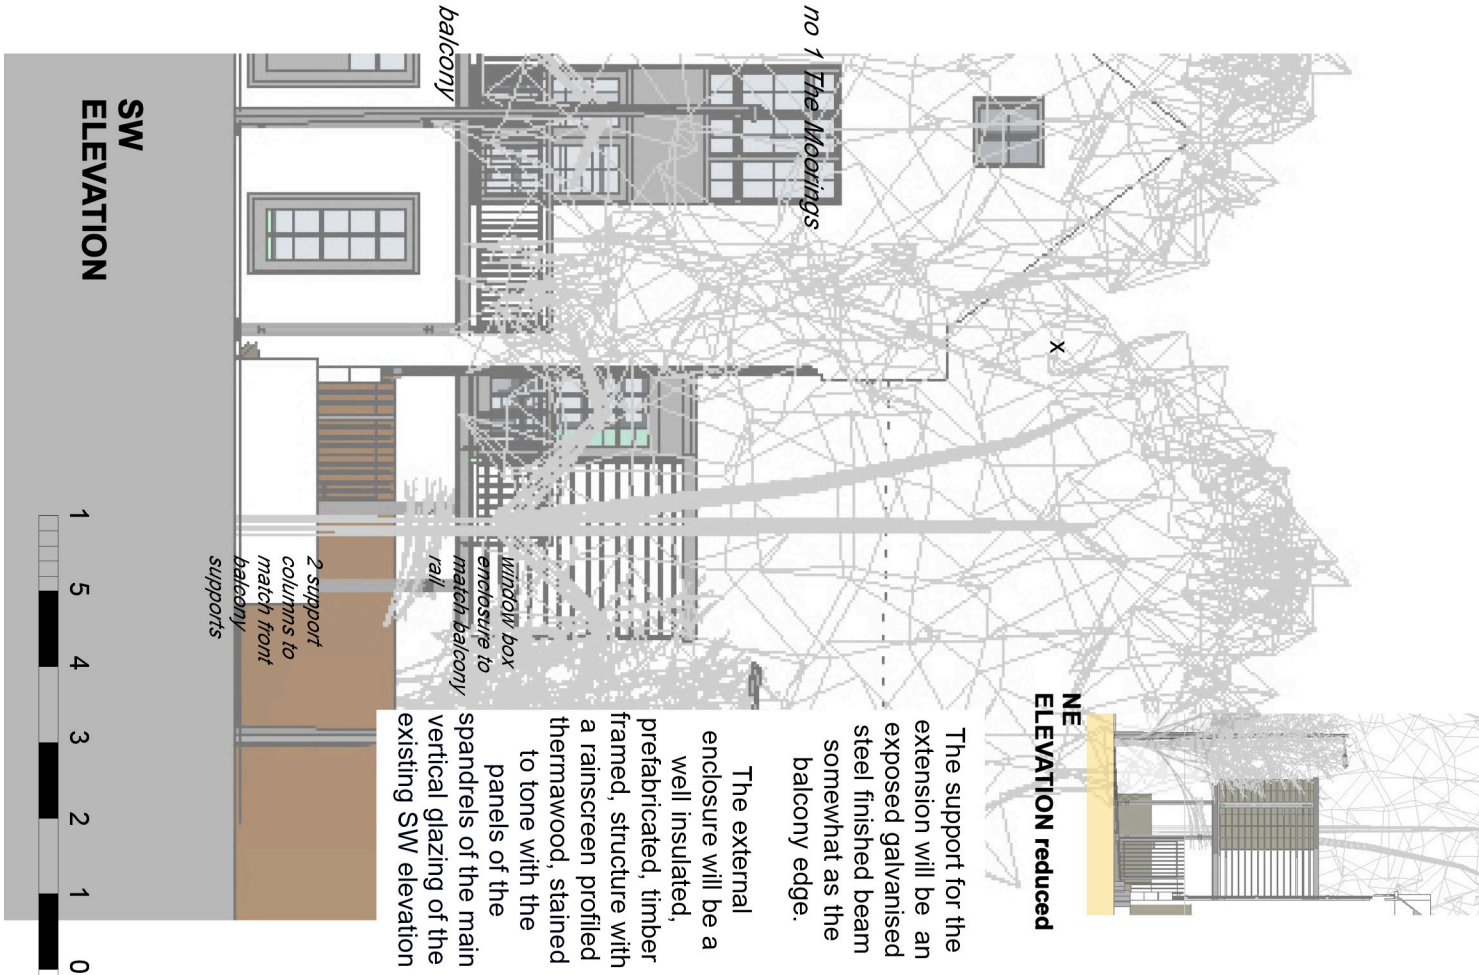 no 1 The Moorings
balcony
SW
ELEVATION
x
window box
enclosure to
match balcony
rail
2 support
columns to
match front
balcony
supports
NE
ELEVATION reduced
The support for the
extension will be an
exposed galvanised
steel finished beam
somewhat as the
balcony edge.
The external
enclosure will be a
well insulated,
prefabricated, timber
framed, structure with
a rainscreen profiled
thermawood, stained
to tone with the
panels of the
spandrels of the main
vertical glazing of the
existing SW elevation
1 5 4 3 2 1 0